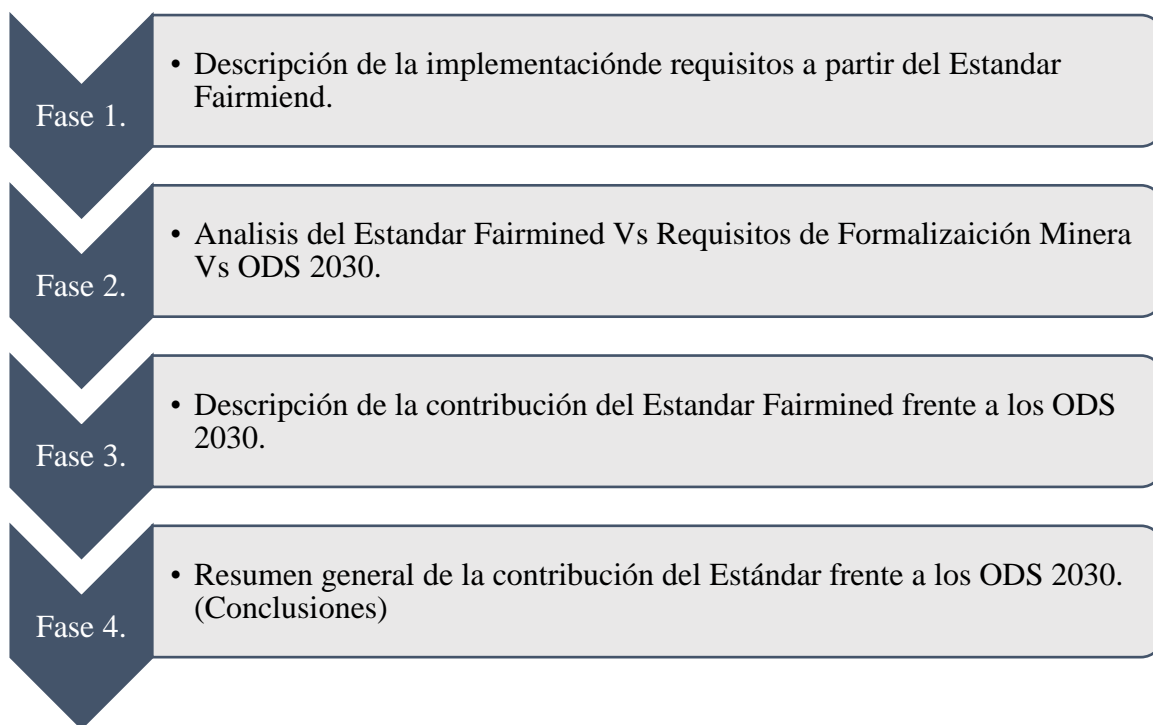 Fase 1.
• Descripción de la implementaciónde requisitos a partir del Estandar
Fairmiend.
Fase 2.
• Analisis del Estandar Fairmined Vs Requisitos de Formalizaición Minera
Vs ODS 2030.
Fase 3.
• Descripción de la contribución del Estandar Fairmined frente a los ODS
2030.
Fase 4.
• Resumen general de la contribución del Estándar frente a los ODS 2030.
(Conclusiones)